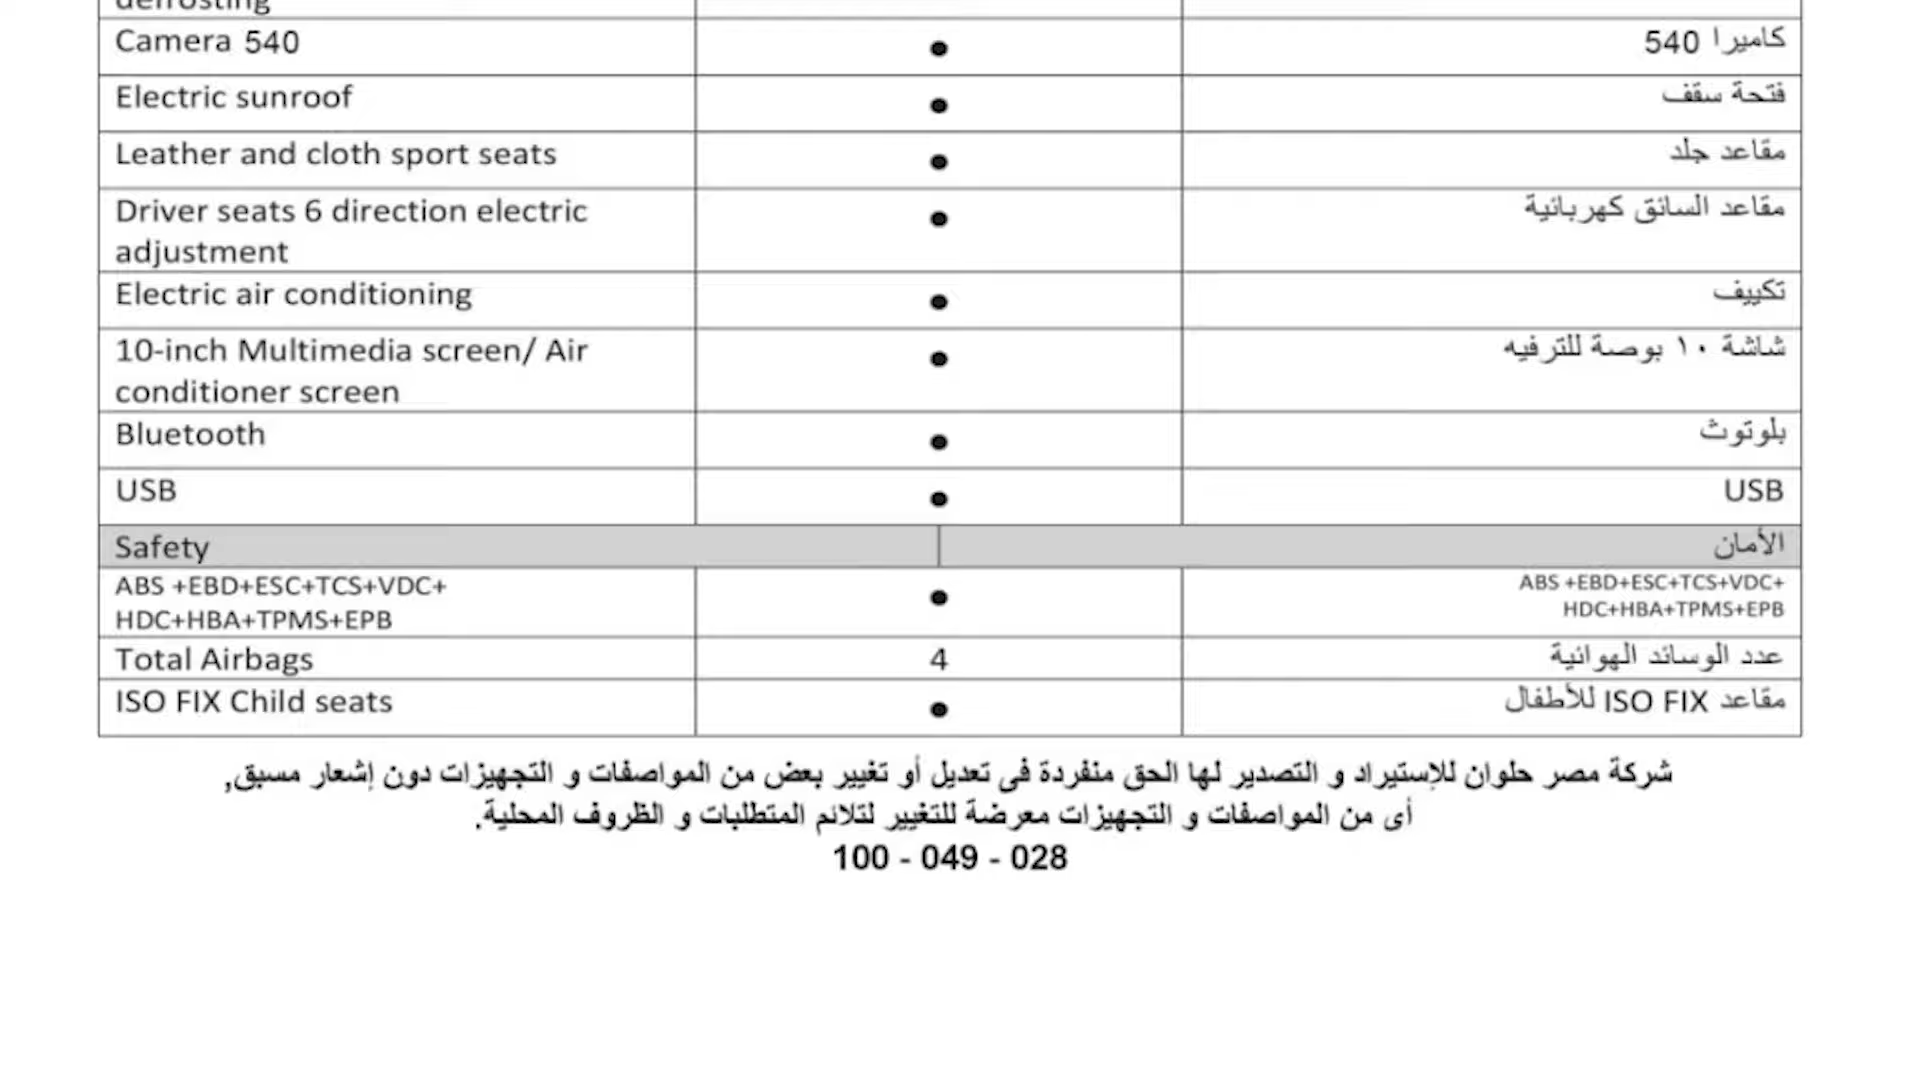 defrosting
Camera 540 • كاميرا 540
Electric sunroof • فتحة سقف
Leather and cloth sport seats • مقاعد جلد
Driver seats 6 direction electric • مقاعد السائق كهربائية
adjustment
Electric air conditioning • تكييف
10-inch Multimedia screen/ Air • شاشة ١٠ بوصة للترفيه
conditioner screen
Bluetooth • بلوتوث
USB • USB
Safety الأمان
ABS +EBD+ESC+TCS+VDC+ • ABS +EBD+ESC+TCS+VDC+
HDC+HBA+TPMS+EPB HDC+HBA+TPMS+EPB
Total Airbags 4 عدد الوسائد الهوائية
ISO FIX Child seats • مقاعد ISO FIX للأطفال
شركة مصر حلوان للإستيراد و التصدير لها الحق منفردة فى تعديل أو تغيير بعض من المواصفات و التجهيزات دون إشعار مسبق,
أى من المواصفات و التجهيزات معرضة للتغيير لتلائم المتطلبات و الظروف المحلية.
100 - 049 - 028